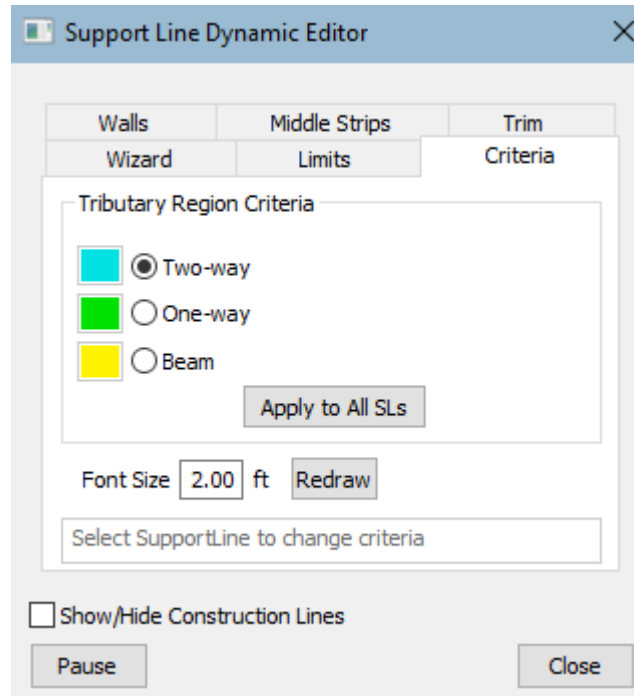 Support Line Dynamic Editor
Walls Middle Strips Trim
Wizard Limits Criteria
Tributary Region Criteria
Two-way
One-way
Beam
Apply to All SLs
Font Size 2.00 ft Redraw
Select SupportLine to change criteria
Show/Hide Construction Lines
Pause Close